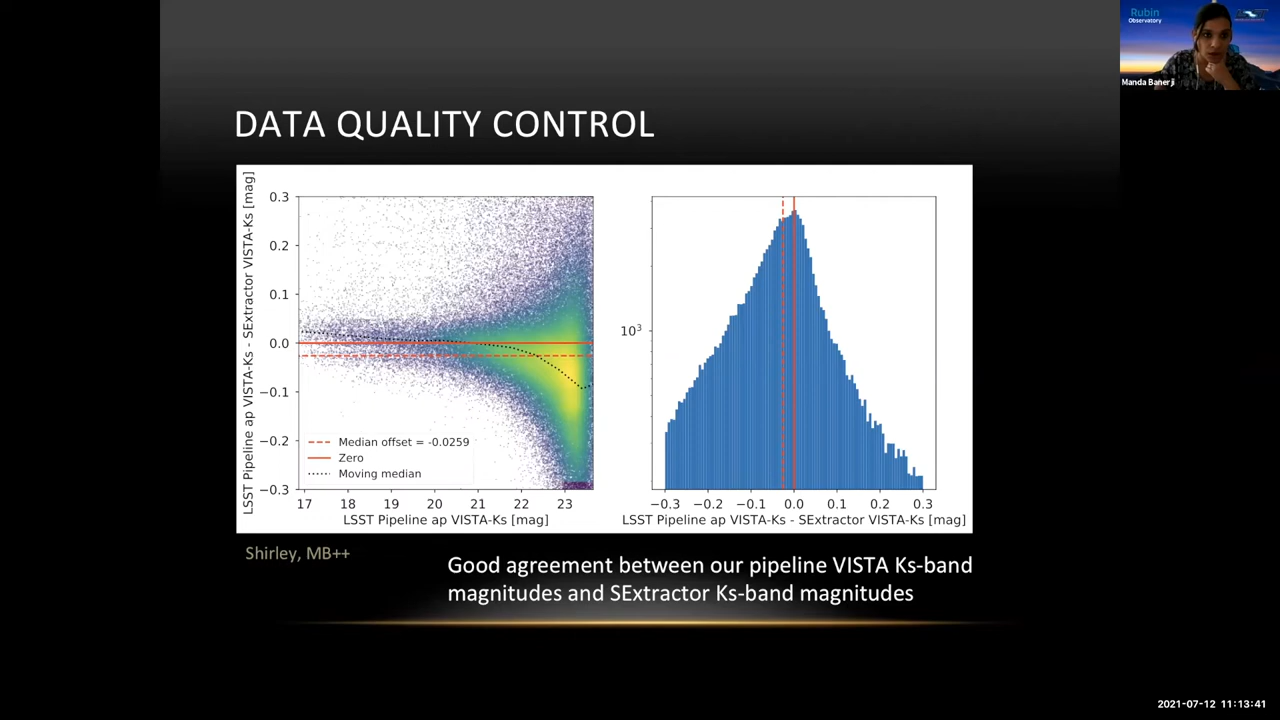 Rubin
Observatory
Manda Banerji
DATA QUALITY CONTROL
LSST Pipeline ap VISTA-Ks - SExtractor VISTA-Ks [mag]
0.3
0.2
0.1
0.0
−0.1
−0.2
−0.3
Median offset = -0.0259
Zero
Moving median
17 18 19 20 21 22 23
LSST Pipeline ap VISTA-Ks [mag]
10³
−0.3 −0.2 −0.1 0.0 0.1 0.2 0.3
LSST Pipeline ap VISTA-Ks - SExtractor VISTA-Ks [mag]
Shirley, MB++
Good agreement between our pipeline VISTA Ks-band
magnitudes and SExtractor Ks-band magnitudes
2021-07-12 11:13:41